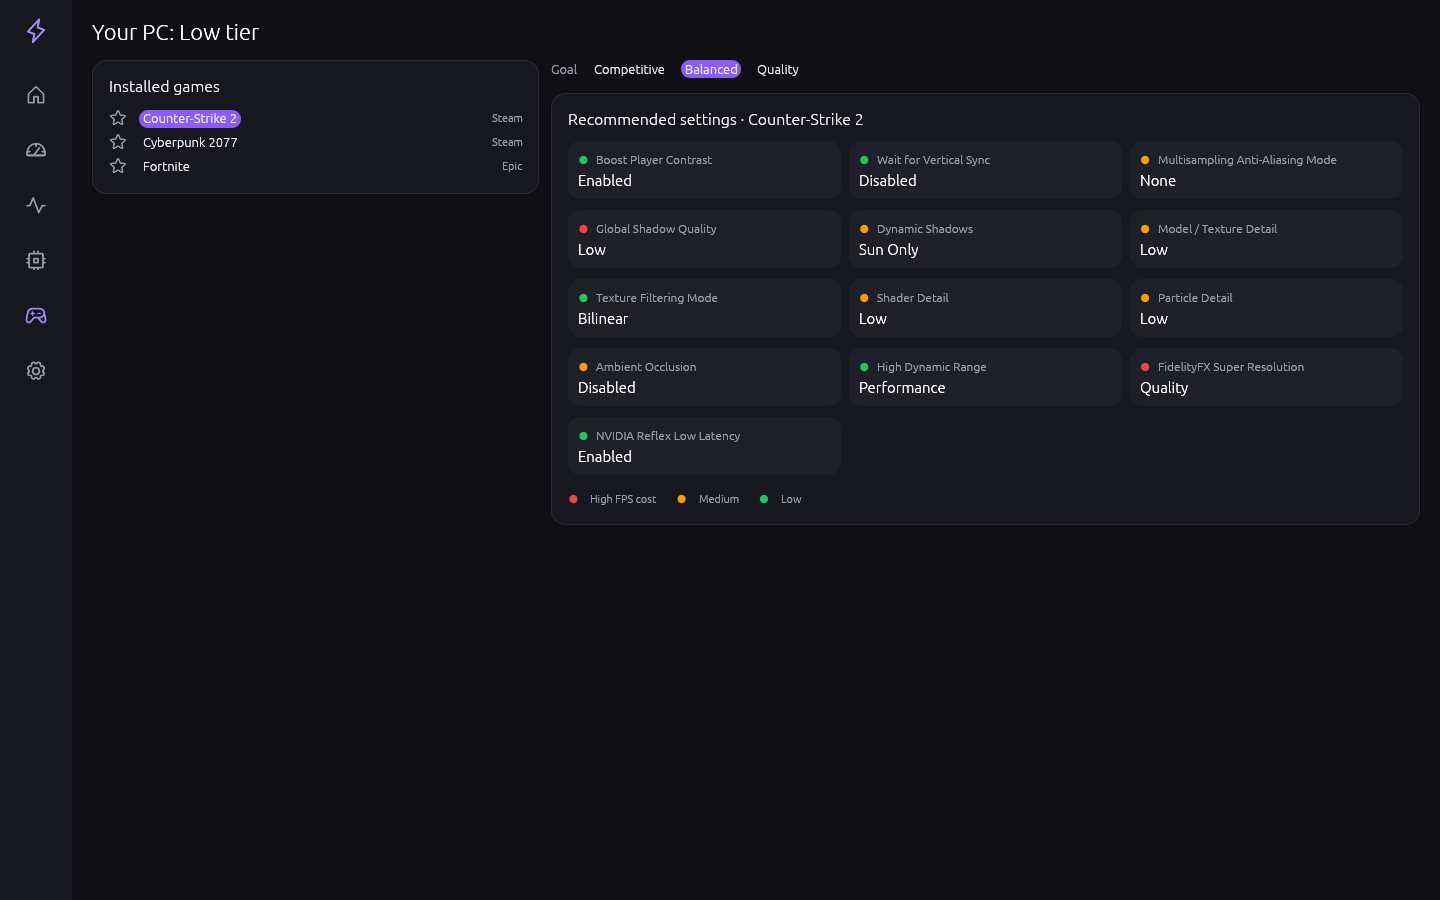 Your PC: Low tier
Installed games
Counter-Strike 2 Steam
Cyberpunk 2077 Steam
Fortnite Epic
Goal Competitive Balanced Quality
Recommended settings · Counter-Strike 2
Boost Player Contrast
Enabled
Wait for Vertical Sync
Disabled
Multisampling Anti-Aliasing Mode
None
Global Shadow Quality
Low
Dynamic Shadows
Sun Only
Model / Texture Detail
Low
Texture Filtering Mode
Bilinear
Shader Detail
Low
Particle Detail
Low
Ambient Occlusion
Disabled
High Dynamic Range
Performance
FidelityFX Super Resolution
Quality
NVIDIA Reflex Low Latency
Enabled
High FPS cost Medium Low